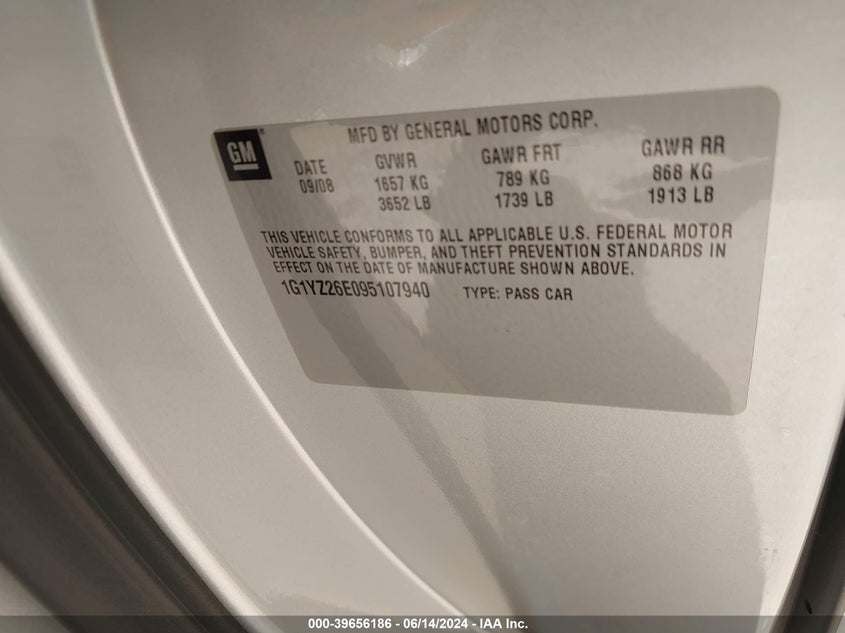 MFD BY GENERAL MOTORS CORP.
GM®
DATE GVWR GAWR FRT GAWR RR
09/08 1657 KG 789 KG 868 KG
3652 LB 1739 LB 1913 LB
THIS VEHICLE CONFORMS TO ALL APPLICABLE U.S. FEDERAL MOTOR
VEHICLE SAFETY, BUMPER, AND THEFT PREVENTION STANDARDS IN
EFFECT ON THE DATE OF MANUFACTURE SHOWN ABOVE.
1G1YZ26E095107940 TYPE: PASS CAR
000-39656186 - 06/14/2024 - IAA Inc.